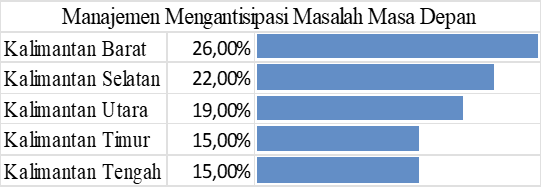 Manajemen Mengantisipasi Masalah Masa Depan
Kalimantan Barat 26,00%
Kalimantan Selatan 22,00%
Kalimantan Utara 19,00%
Kalimantan Timur 15,00%
Kalimantan Tengah 15,00%